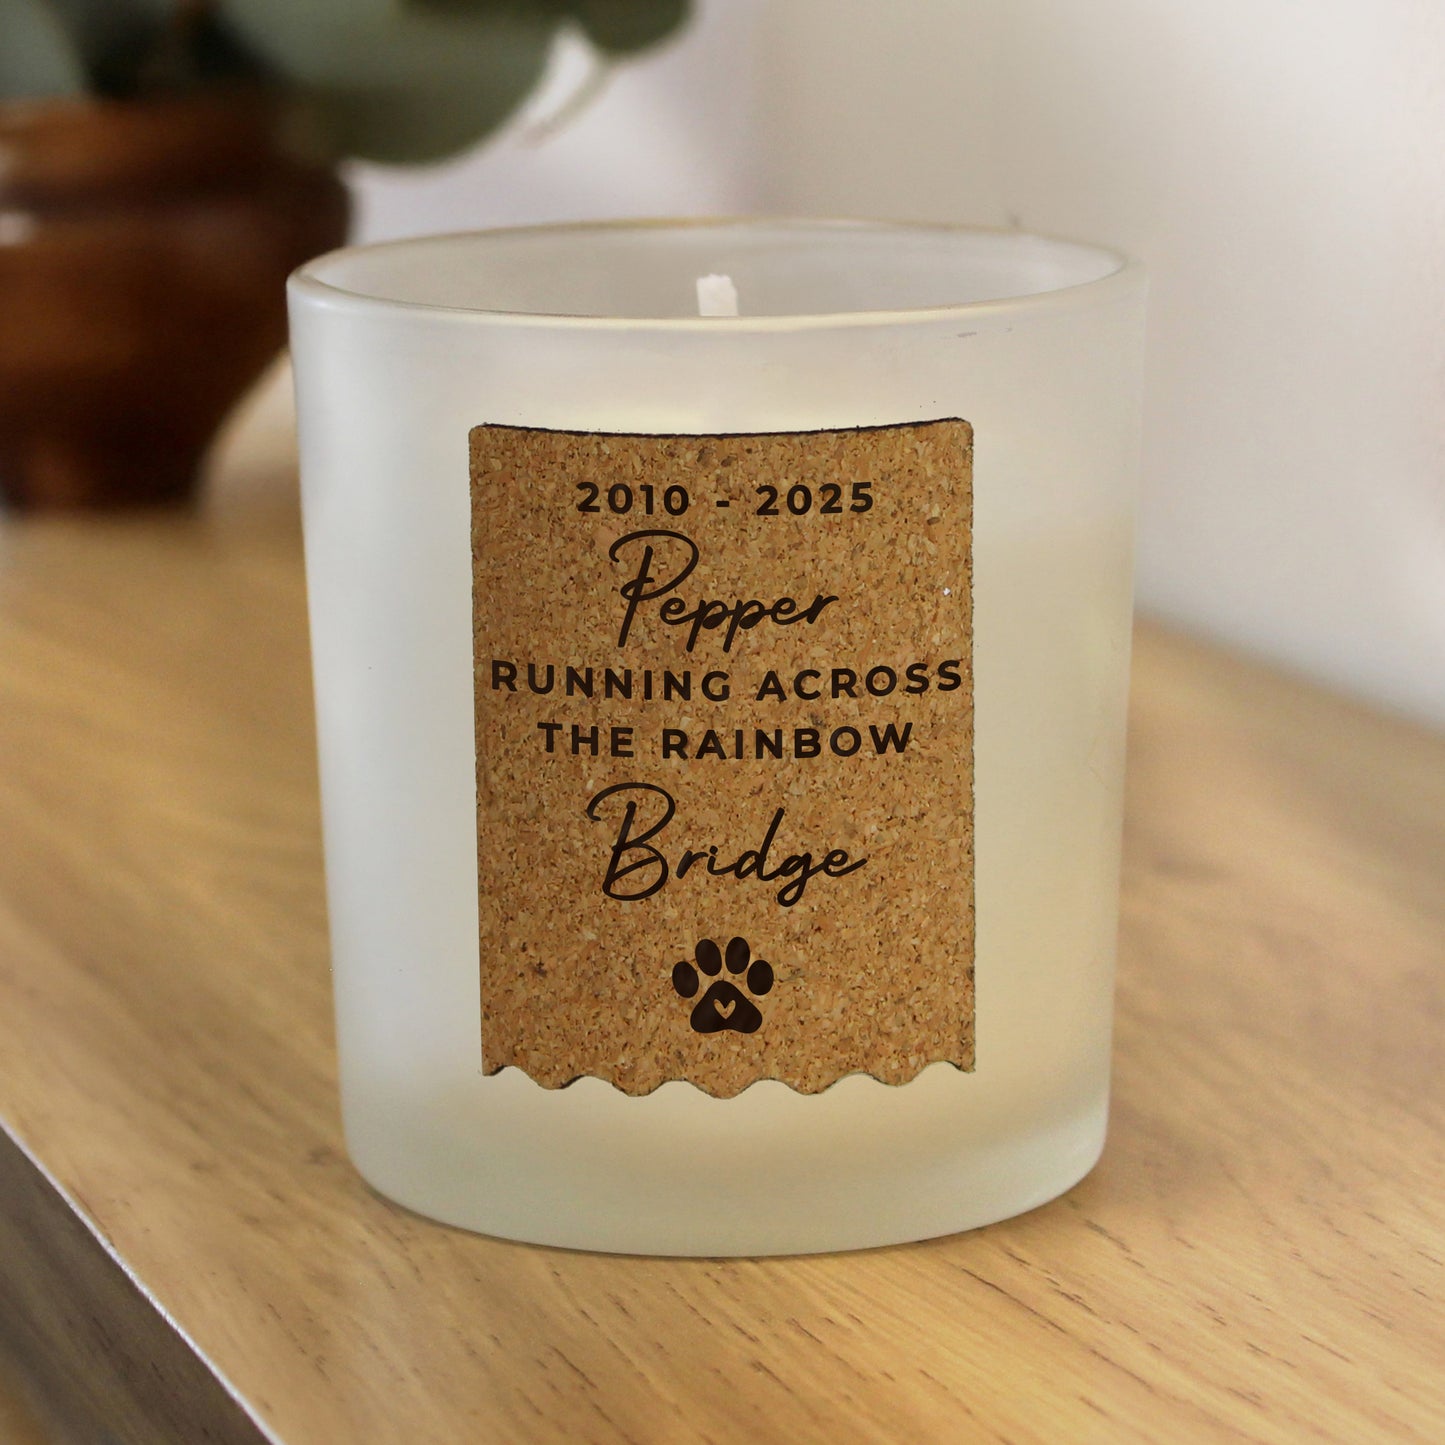 2010 - 2025
Pepper
RUNNING ACROSS
THE RAINBOW
Bridge